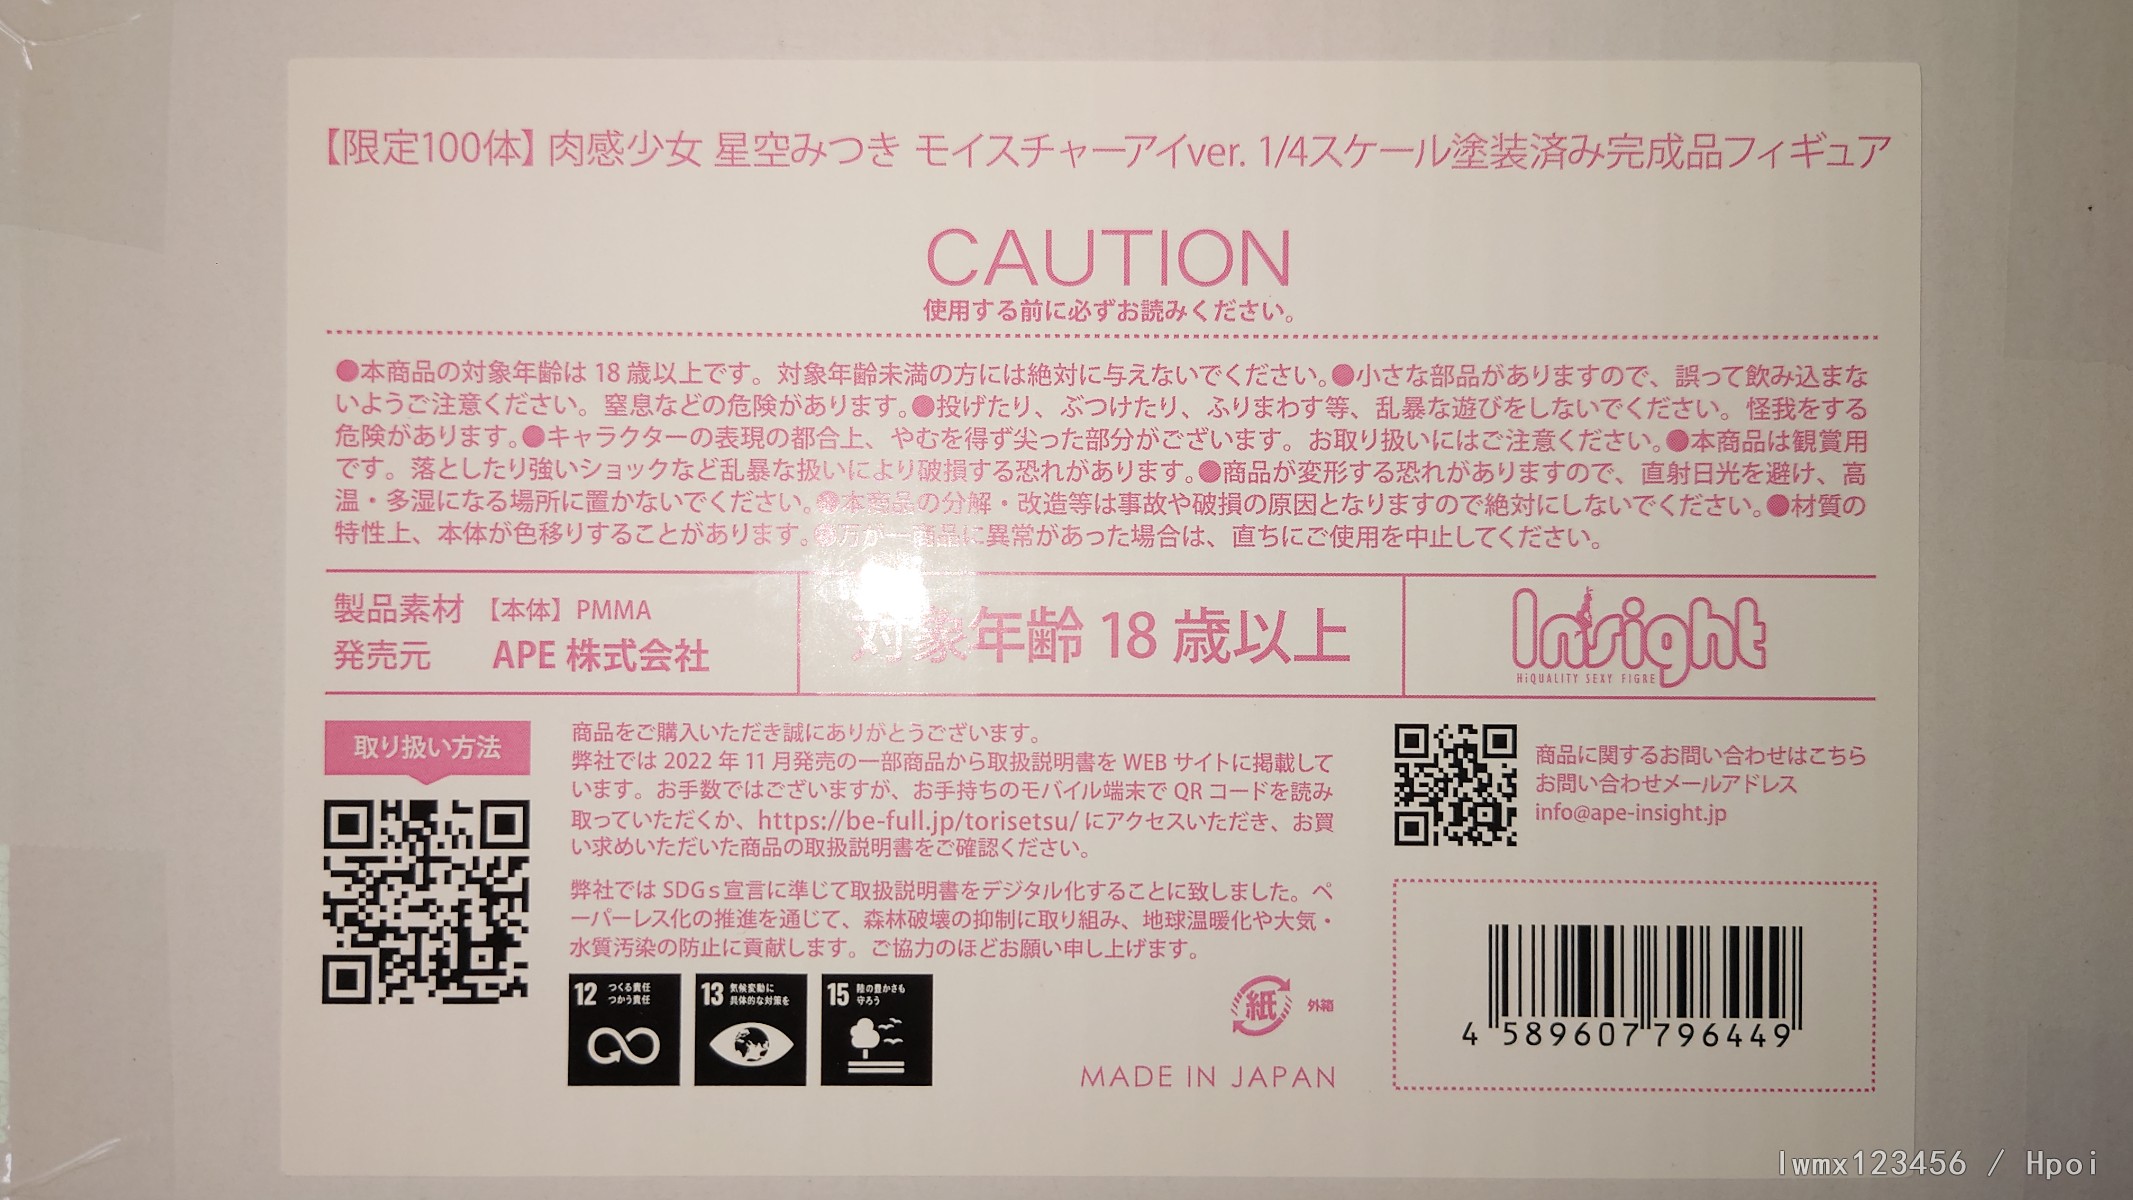 【限定100体】肉感少女 星空みつき モイスチャーアイver. 1/4スケール塗装済み完成品フィギュア
CAUTION
使用する前に必ずお読みください。
●本商品の対象年齢は 18 歳以上です。対象年齢未満の方には絶対に与えないでください。●小さな部品がありますので、誤って飲み込まな
いようご注意ください。窒息などの危険があります。●投げたり、ぶつけたり、ふりまわす等、乱暴な遊びをしないでください。怪我をする
危険があります。●キャラクターの表現の都合上、やむを得ず尖った部分がございます。お取り扱いにはご注意ください。●本商品は観賞用
です。落としたり強いショックなど乱暴な扱いにより破損する恐れがあります。●商品が変形する恐れがありますので、直射日光を避け、高
温・多湿になる場所に置かないでください。●本商品の分解・改造等は事故や破損の原因となりますので絶対にしないでください。●材質の
特性上、本体が色移りすることがあります。●万が一商品に異常があった場合は、直ちにご使用を中止してください。
製品素材 【本体】PMMA
発売元 APE 株式会社
対象年齢 18 歳以上
Insight
HiQUALITY SEXY FIGRE
取り扱い方法
商品をご購入いただき誠にありがとうございます。
弊社では 2022 年 11 月発売の一部商品から取扱説明書を WEB サイトに掲載して
います。お手数ではございますが、お手持ちのモバイル端末で QR コードを読み
取っていただくか、https://be-full.jp/torisetsu/ にアクセスいただき、お買
い求めいただいた商品の取扱説明書をご確認ください。
弊社では SDGs宣言に準じて取扱説明書をデジタル化することに致しました。ペ
ーパーレス化の推進を通じて、森林破壊の抑制に取り組み、地球温暖化や大気・
水質汚染の防止に貢献します。ご協力のほどお願い申し上げます。
12 つくる責任
つかう責任
13 気候変動に
具体的な対策を
15 陸の豊かさも
守ろう
紙 外箱
MADE IN JAPAN
商品に関するお問い合わせはこちら
お問い合わせメールアドレス
info@ape-insight.jp
4 589607 796449
lwmx123456 / Hpoi